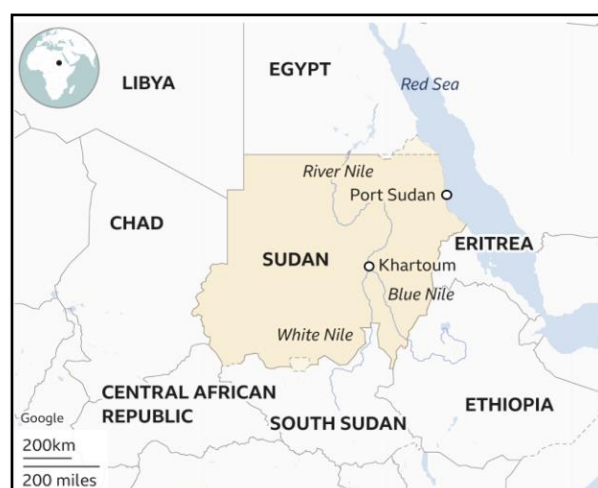 EGYPT
Red Sea
LIBYA
River Nile
Port Sudan
CHAD
ERITREA
SUDAN
Khartoum
Blue Nile
White Nile
CENTRAL AFRICAN
REPUBLIC
ETHIOPIA
SOUTH SUDAN
Google
200km
200 miles